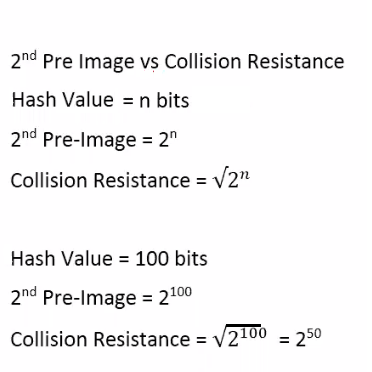 2ⁿᵈ Pre Image vs Collision Resistance
Hash Value = n bits
2ⁿᵈ Pre-Image = 2ⁿ
Collision Resistance = √2ⁿ
Hash Value = 100 bits
2ⁿᵈ Pre-Image = 2¹⁰⁰
Collision Resistance = √2¹⁰⁰ = 2⁵⁰